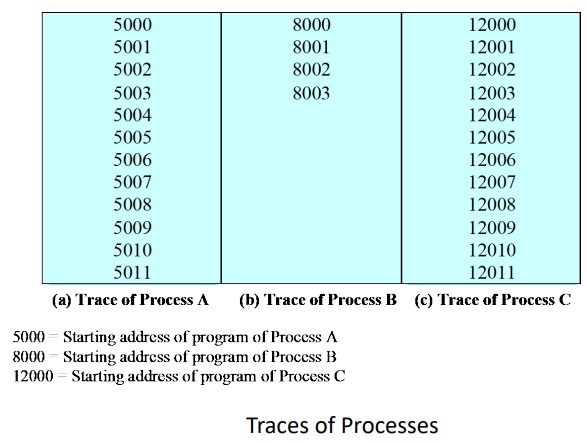 5000 8000 12000
5001 8001 12001
5002 8002 12002
5003 8003 12003
5004 12004
5005 12005
5006 12006
5007 12007
5008 12008
5009 12009
5010 12010
5011 12011
(a) Trace of Process A (b) Trace of Process B (c) Trace of Process C
5000 = Starting address of program of Process A
8000 = Starting address of program of Process B
12000 = Starting address of program of Process C
Traces of Processes